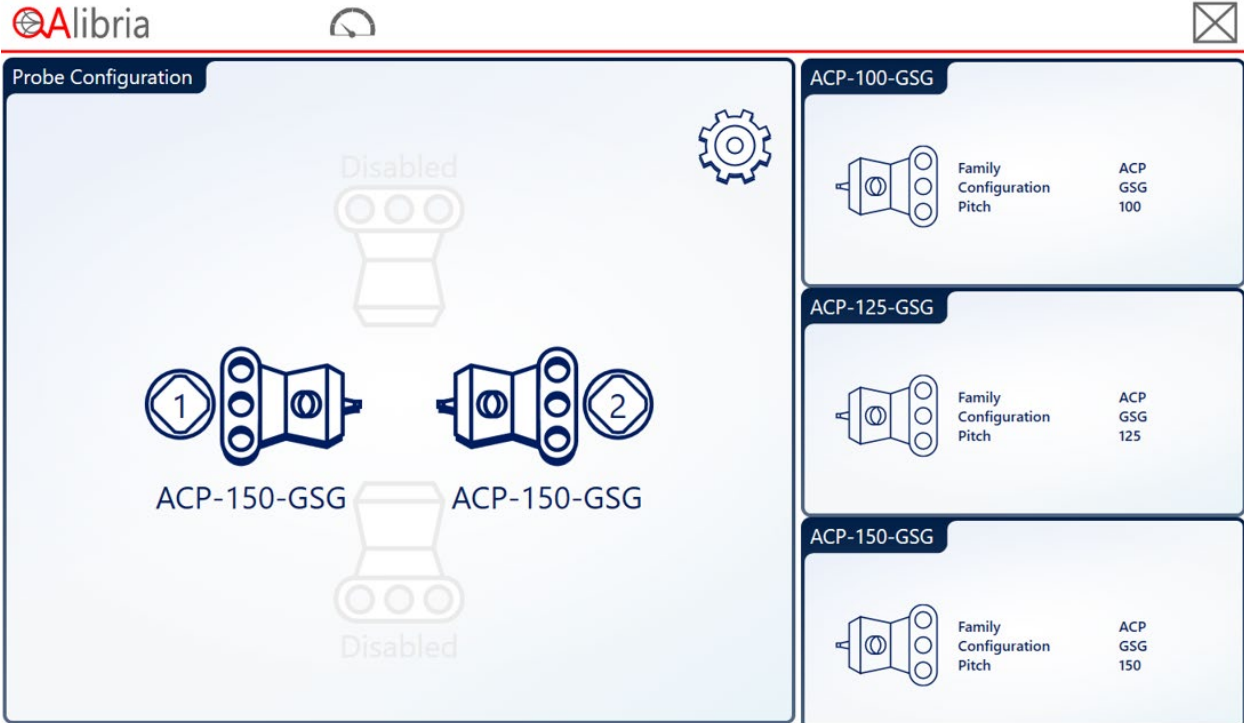 QAlibria
Probe Configuration
Disabled
1
2
ACP-150-GSG
ACP-150-GSG
Disabled
ACP-100-GSG
Family ACP
Configuration GSG
Pitch 100
ACP-125-GSG
Family ACP
Configuration GSG
Pitch 125
ACP-150-GSG
Family ACP
Configuration GSG
Pitch 150